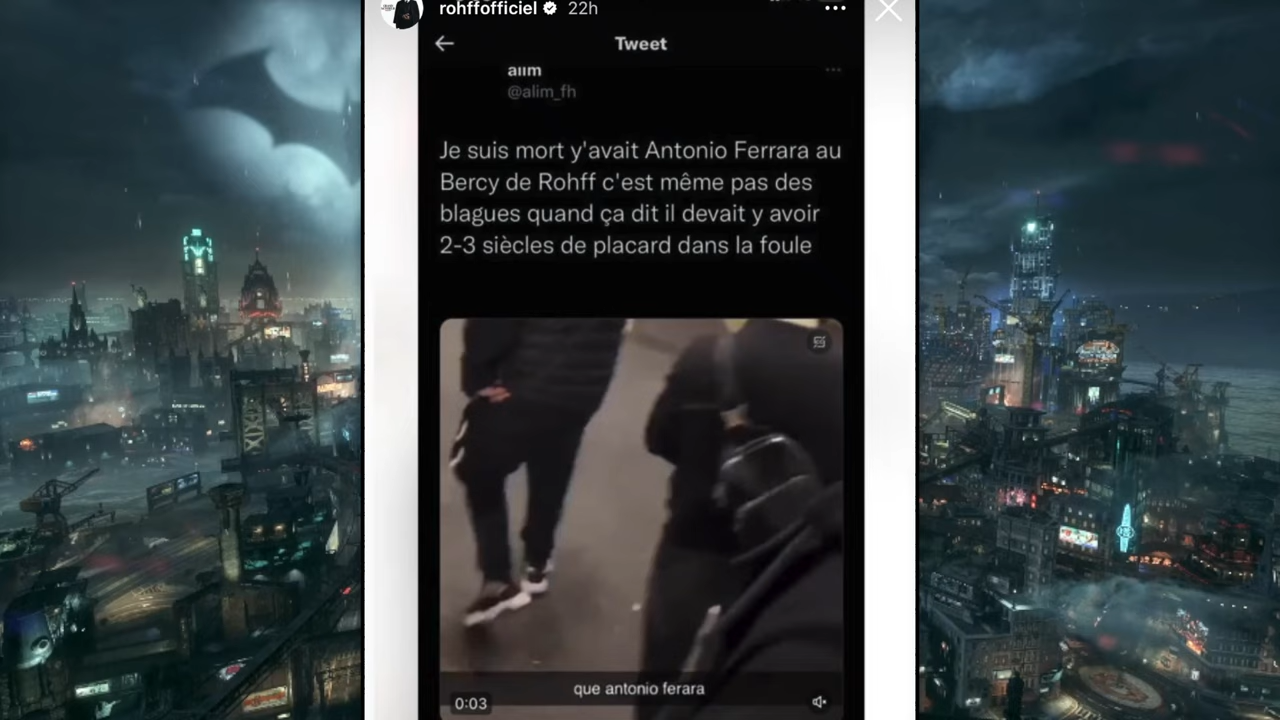 rohffofficiel 22h
Tweet
alim
@alim_fh
Je suis mort y'avait Antonio Ferrara au
Bercy de Rohff c'est même pas des
blagues quand ça dit il devait y avoir
2-3 siècles de placard dans la foule
que antonio ferara
0:03